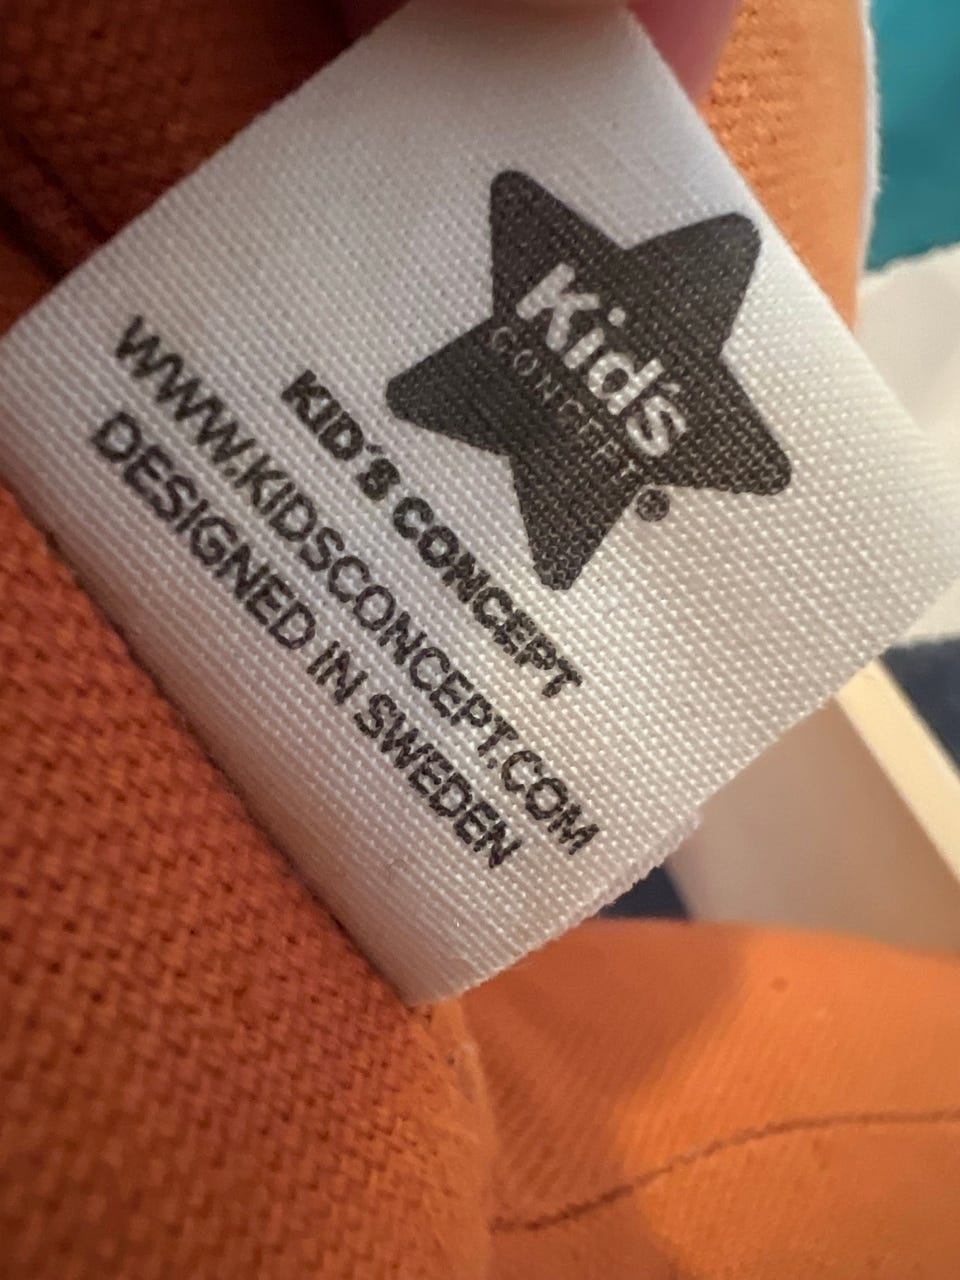 Kid's
CONCEPT
®
KID'S CONCEPT
WWW.KIDSCONCEPT.COM
DESIGNED IN SWEDEN